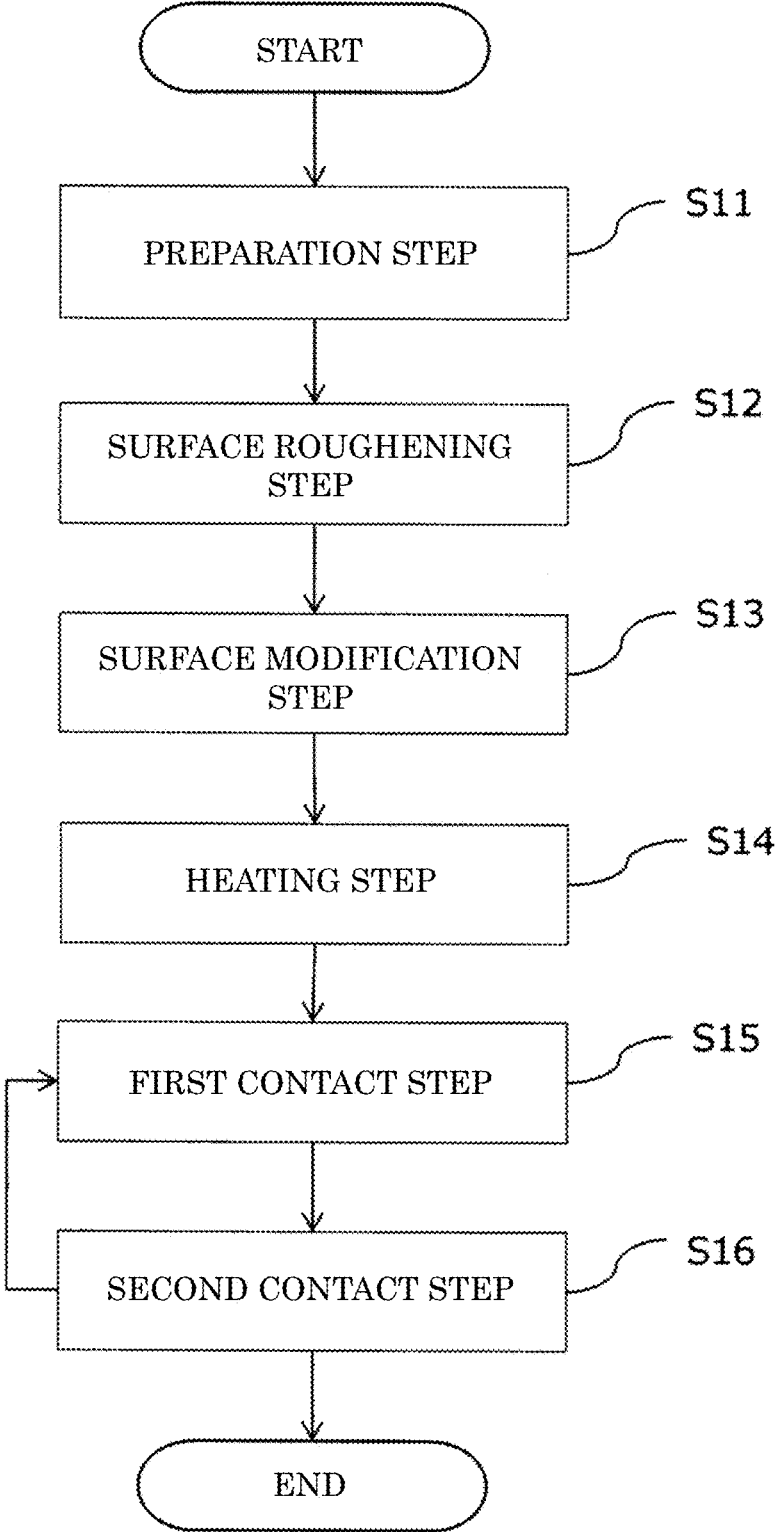 START
S11
PREPARATION STEP
S12
SURFACE ROUGHENING
STEP
S13
SURFACE MODIFICATION
STEP
S14
HEATING STEP
S15
FIRST CONTACT STEP
S16
SECOND CONTACT STEP
END